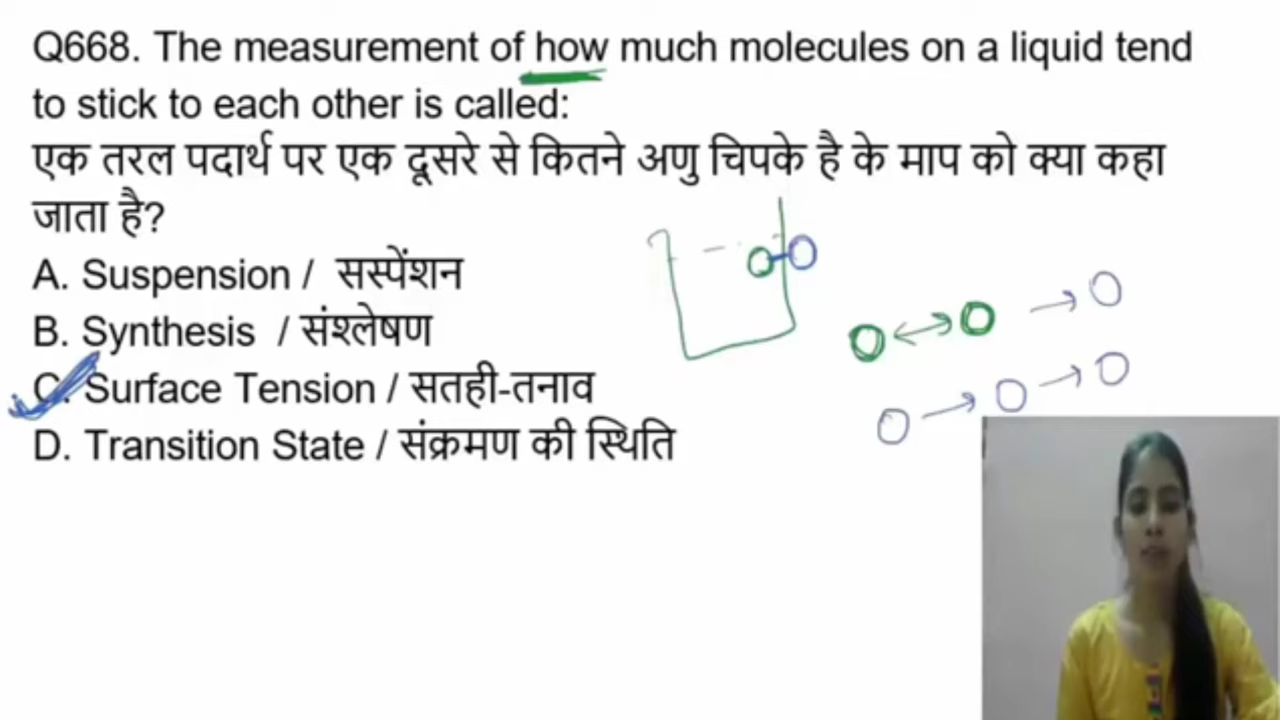 Q668. The measurement of how much molecules on a liquid tend
to stick to each other is called:
एक तरल पदार्थ पर एक दूसरे से कितने अणु चिपके है के माप को क्या कहा
जाता है?
A. Suspension / सस्पेंशन
B. Synthesis / संश्लेषण
C. Surface Tension / सतही-तनाव
D. Transition State / संक्रमण की स्थिति